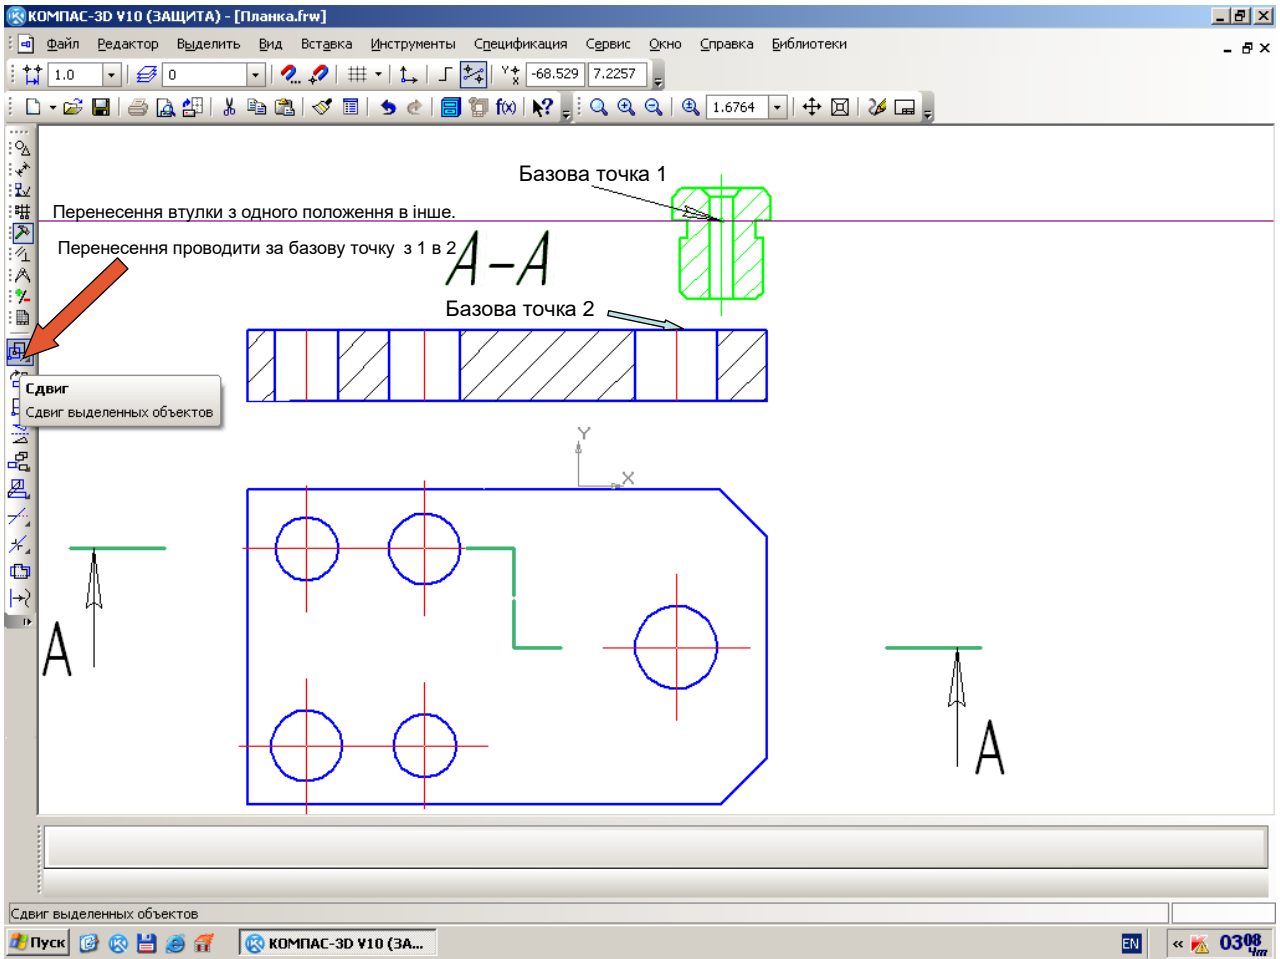 КОМПАС-3D V10 (ЗАЩИТА) - [Планка.frw]
Файл Редактор Выделить Вид Вставка Инструменты Спецификация Сервис Окно Справка Библиотеки
1.0 0 -68.529 7.2257
f(x) 1.6764
Базова точка 1
Перенесення втулки з одного положення в інше.
Перенесення проводити за базову точку з 1 в 2
А-А
Базова точка 2
Сдвиг
Сдвиг выделенных объектов
Y
X
А
А
Сдвиг выделенных объектов
Пуск КОМПАС-3D V10 (ЗА... EN « 03 08 Чт